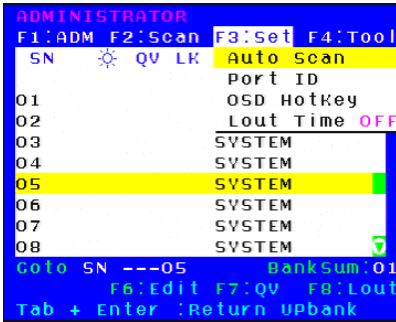 ADMINISTRATOR
F1:ADM F2:Scan F3:Set F4:Tool
SN QV LK Auto Scan
Port ID
01 OSD HotKey
02 Lout Time OFF
03 SYSTEM
04 SYSTEM
05 SYSTEM
06 SYSTEM
07 SYSTEM
08 SYSTEM
Goto SN ---05 BankSum:01
F6:Edit F7:QV F8:Lout
Tab + Enter :Return UPbank